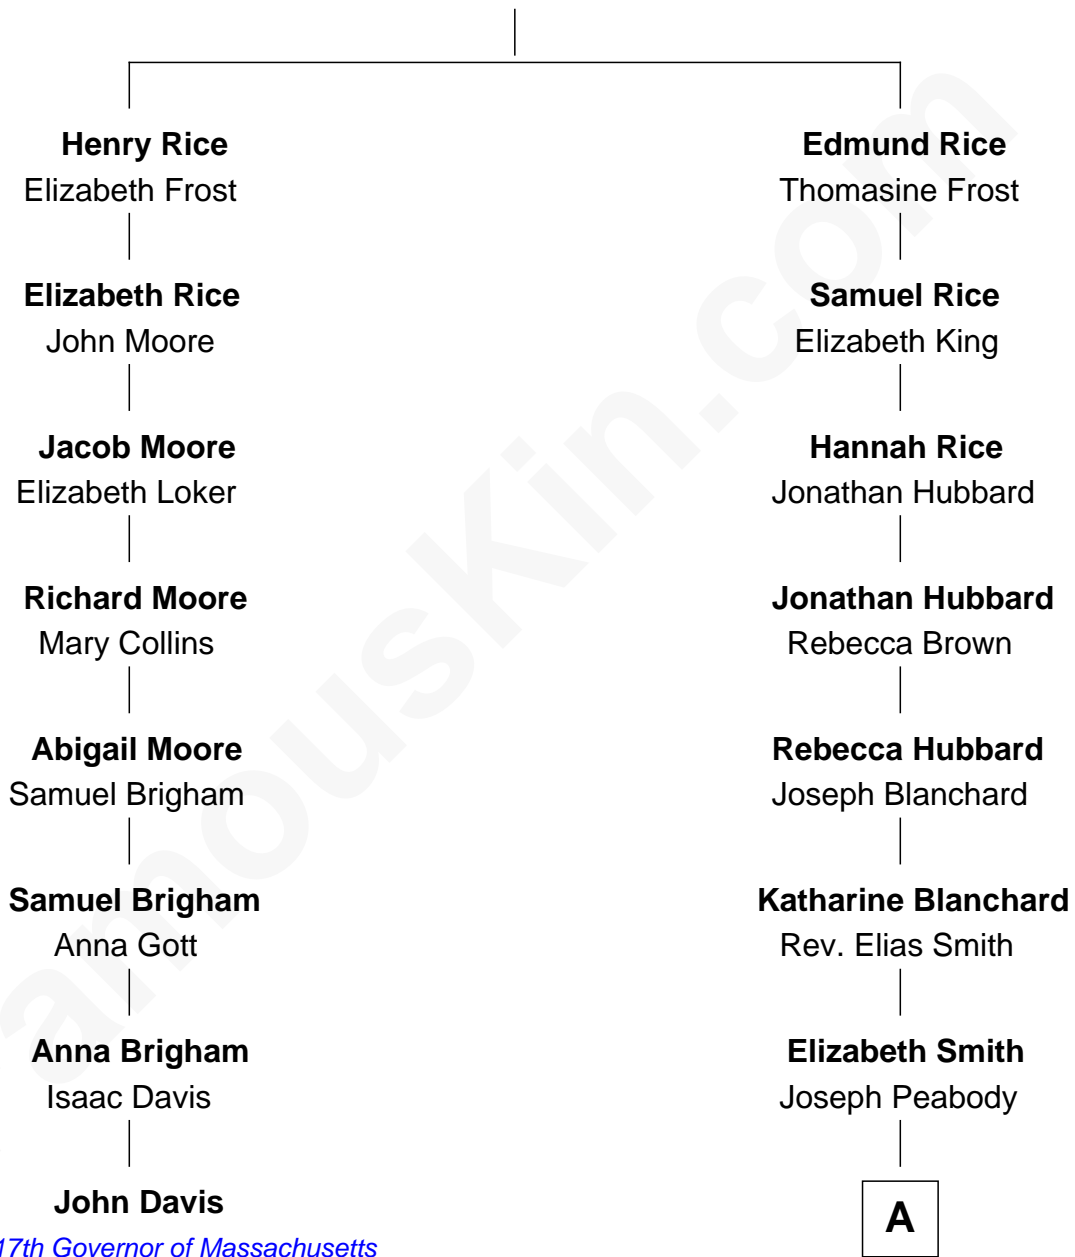 Henry Rice
Elizabeth Frost
Elizabeth Rice
John Moore
Jacob Moore
Elizabeth Loker
Richard Moore
Mary Collins
Abigail Moore
Samuel Brigham
Samuel Brigham
Anna Gott
Anna Brigham
Isaac Davis
John Davis
17th Governor of Massachusetts
Edmund Rice
Thomasine Frost
Samuel Rice
Elizabeth King
Hannah Rice
Jonathan Hubbard
Jonathan Hubbard
Rebecca Brown
Rebecca Hubbard
Joseph Blanchard
Katharine Blanchard
Rev. Elias Smith
Elizabeth Smith
Joseph Peabody
A
amouskin.com